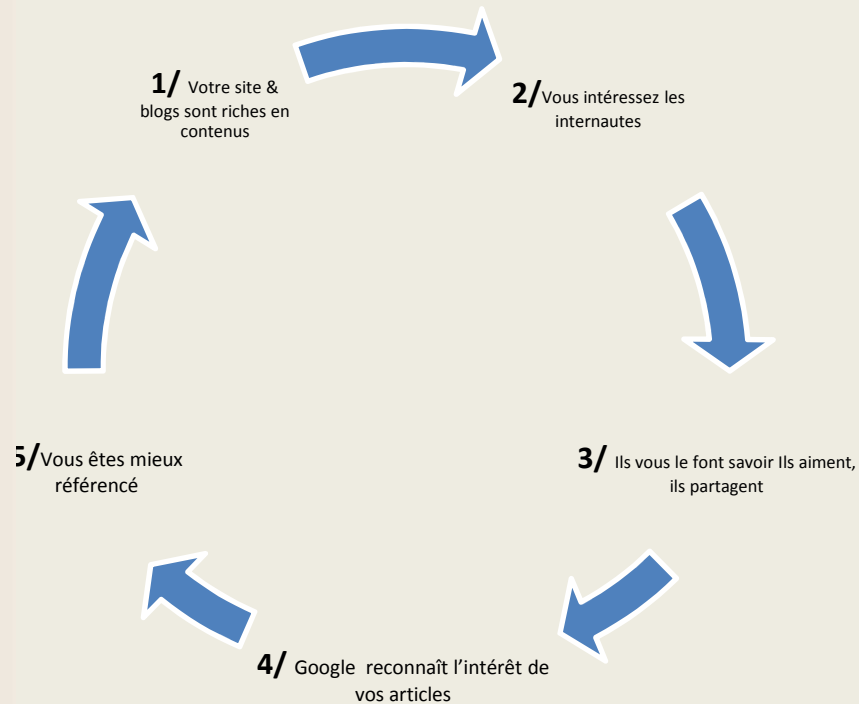 1/ Votre site &
blogs sont riches en
contenus
2/Vous intéressez les
internautes
3/ Ils vous le font savoir Ils aiment,
ils partagent
4/ Google  reconnaît l’intérêt de
vos articles
5/Vous êtes mieux
référencé